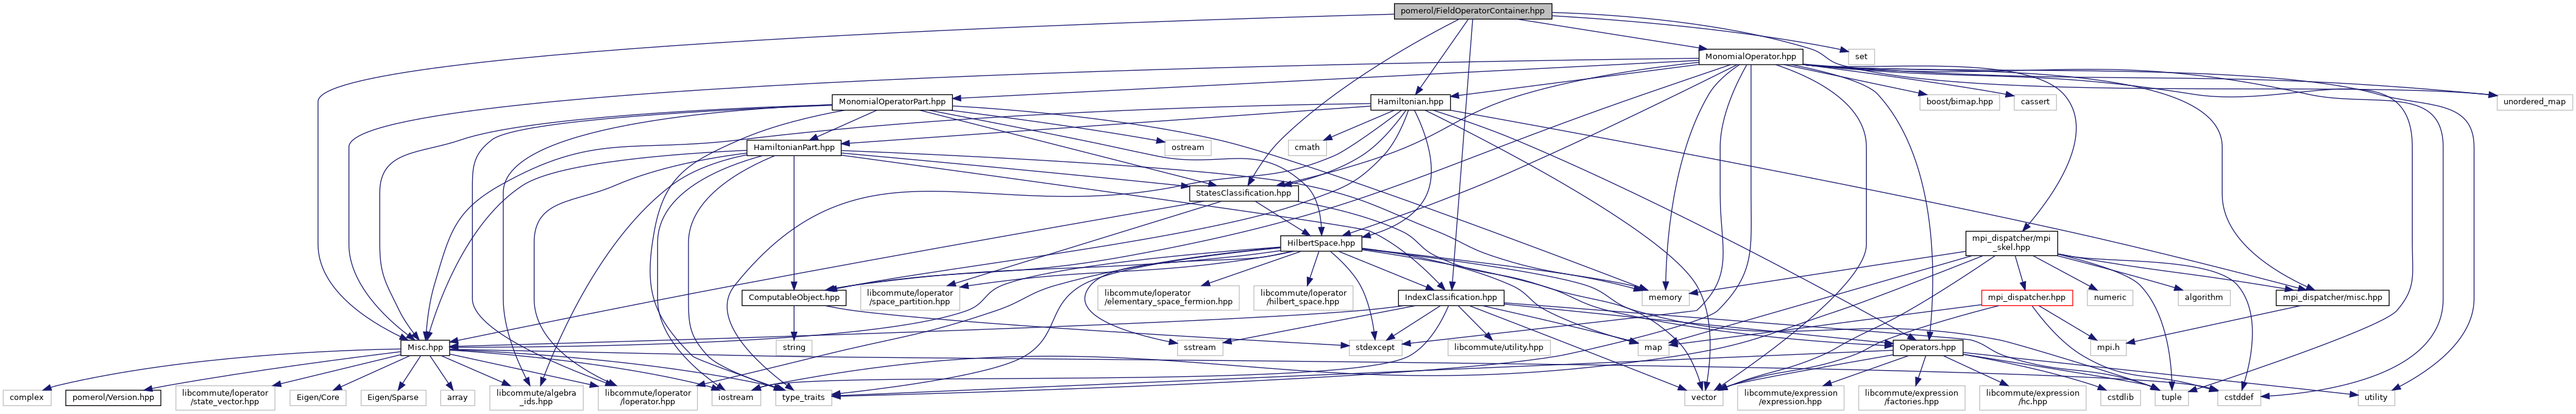 pomerol/FieldOperatorContainer.hpp
MonomialOperator.hpp
set
MonomialOperatorPart.hpp
Hamiltonian.hpp
boost/bimap.hpp
cassert
unordered_map
HamiltonianPart.hpp
ostream
cmath
StatesClassification.hpp
HilbertSpace.hpp
mpi_dispatcher/mpi
_skel.hpp
ComputableObject.hpp
libcommute/loperator
/space_partition.hpp
libcommute/loperator
/elementary_space_fermion.hpp
libcommute/loperator
/hilbert_space.hpp
IndexClassification.hpp
memory
mpi_dispatcher.hpp
numeric
algorithm
mpi_dispatcher/misc.hpp
Misc.hpp
string
sstream
stdexcept
libcommute/utility.hpp
map
Operators.hpp
mpi.h
complex
pomerol/Version.hpp
libcommute/loperator
/state_vector.hpp
Eigen/Core
Eigen/Sparse
array
libcommute/algebra
_ids.hpp
libcommute/loperator
/loperator.hpp
iostream
type_traits
vector
libcommute/expression
/expression.hpp
libcommute/expression
/factories.hpp
libcommute/expression
/hc.hpp
cstdlib
tuple
cstddef
utility